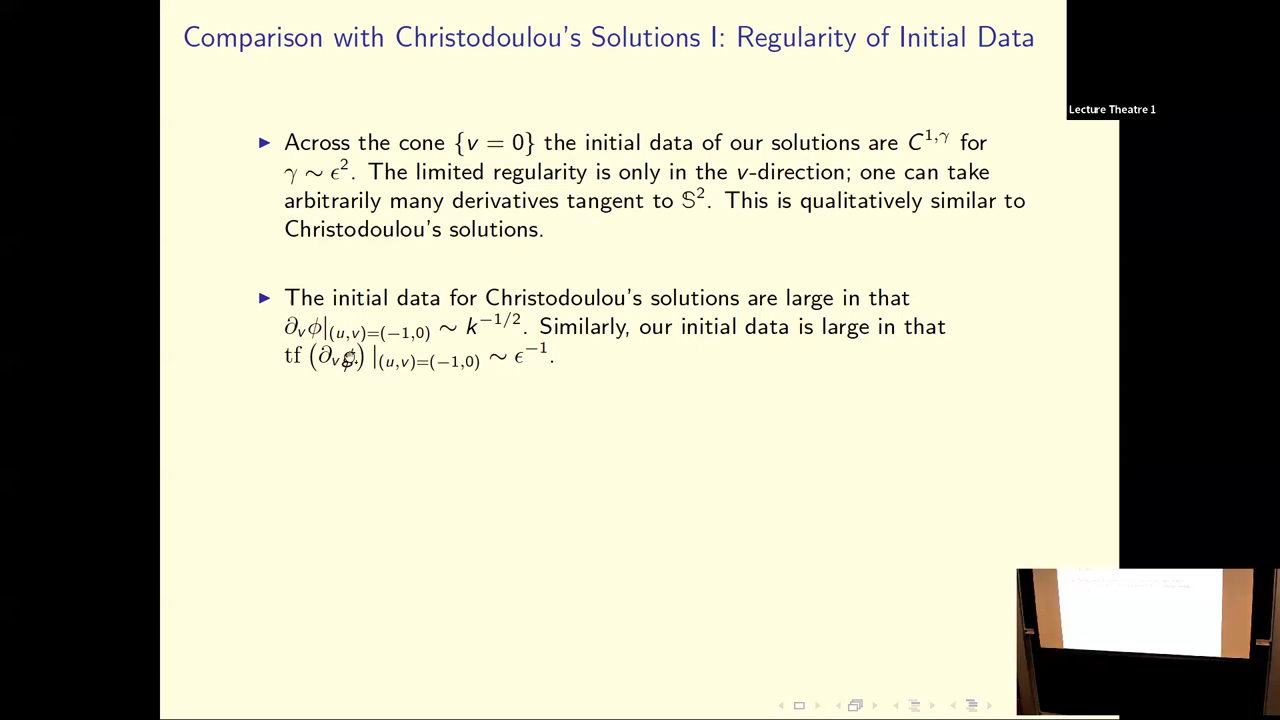 Comparison with Christodoulou's Solutions I: Regularity of Initial Data
Lecture Theatre 1
▶ Across the cone {v = 0} the initial data of our solutions are C^{1,γ} for
γ ∼ ϵ². The limited regularity is only in the v-direction; one can take
arbitrarily many derivatives tangent to 𝕊². This is qualitatively similar to
Christodoulou's solutions.
▶ The initial data for Christodoulou's solutions are large in that
∂_vϕ|_{(u,v)=(−1,0)} ∼ k^{−1/2}. Similarly, our initial data is large in that
tf (∂_v) |_{(u,v)=(−1,0)} ∼ ϵ^{−1}.